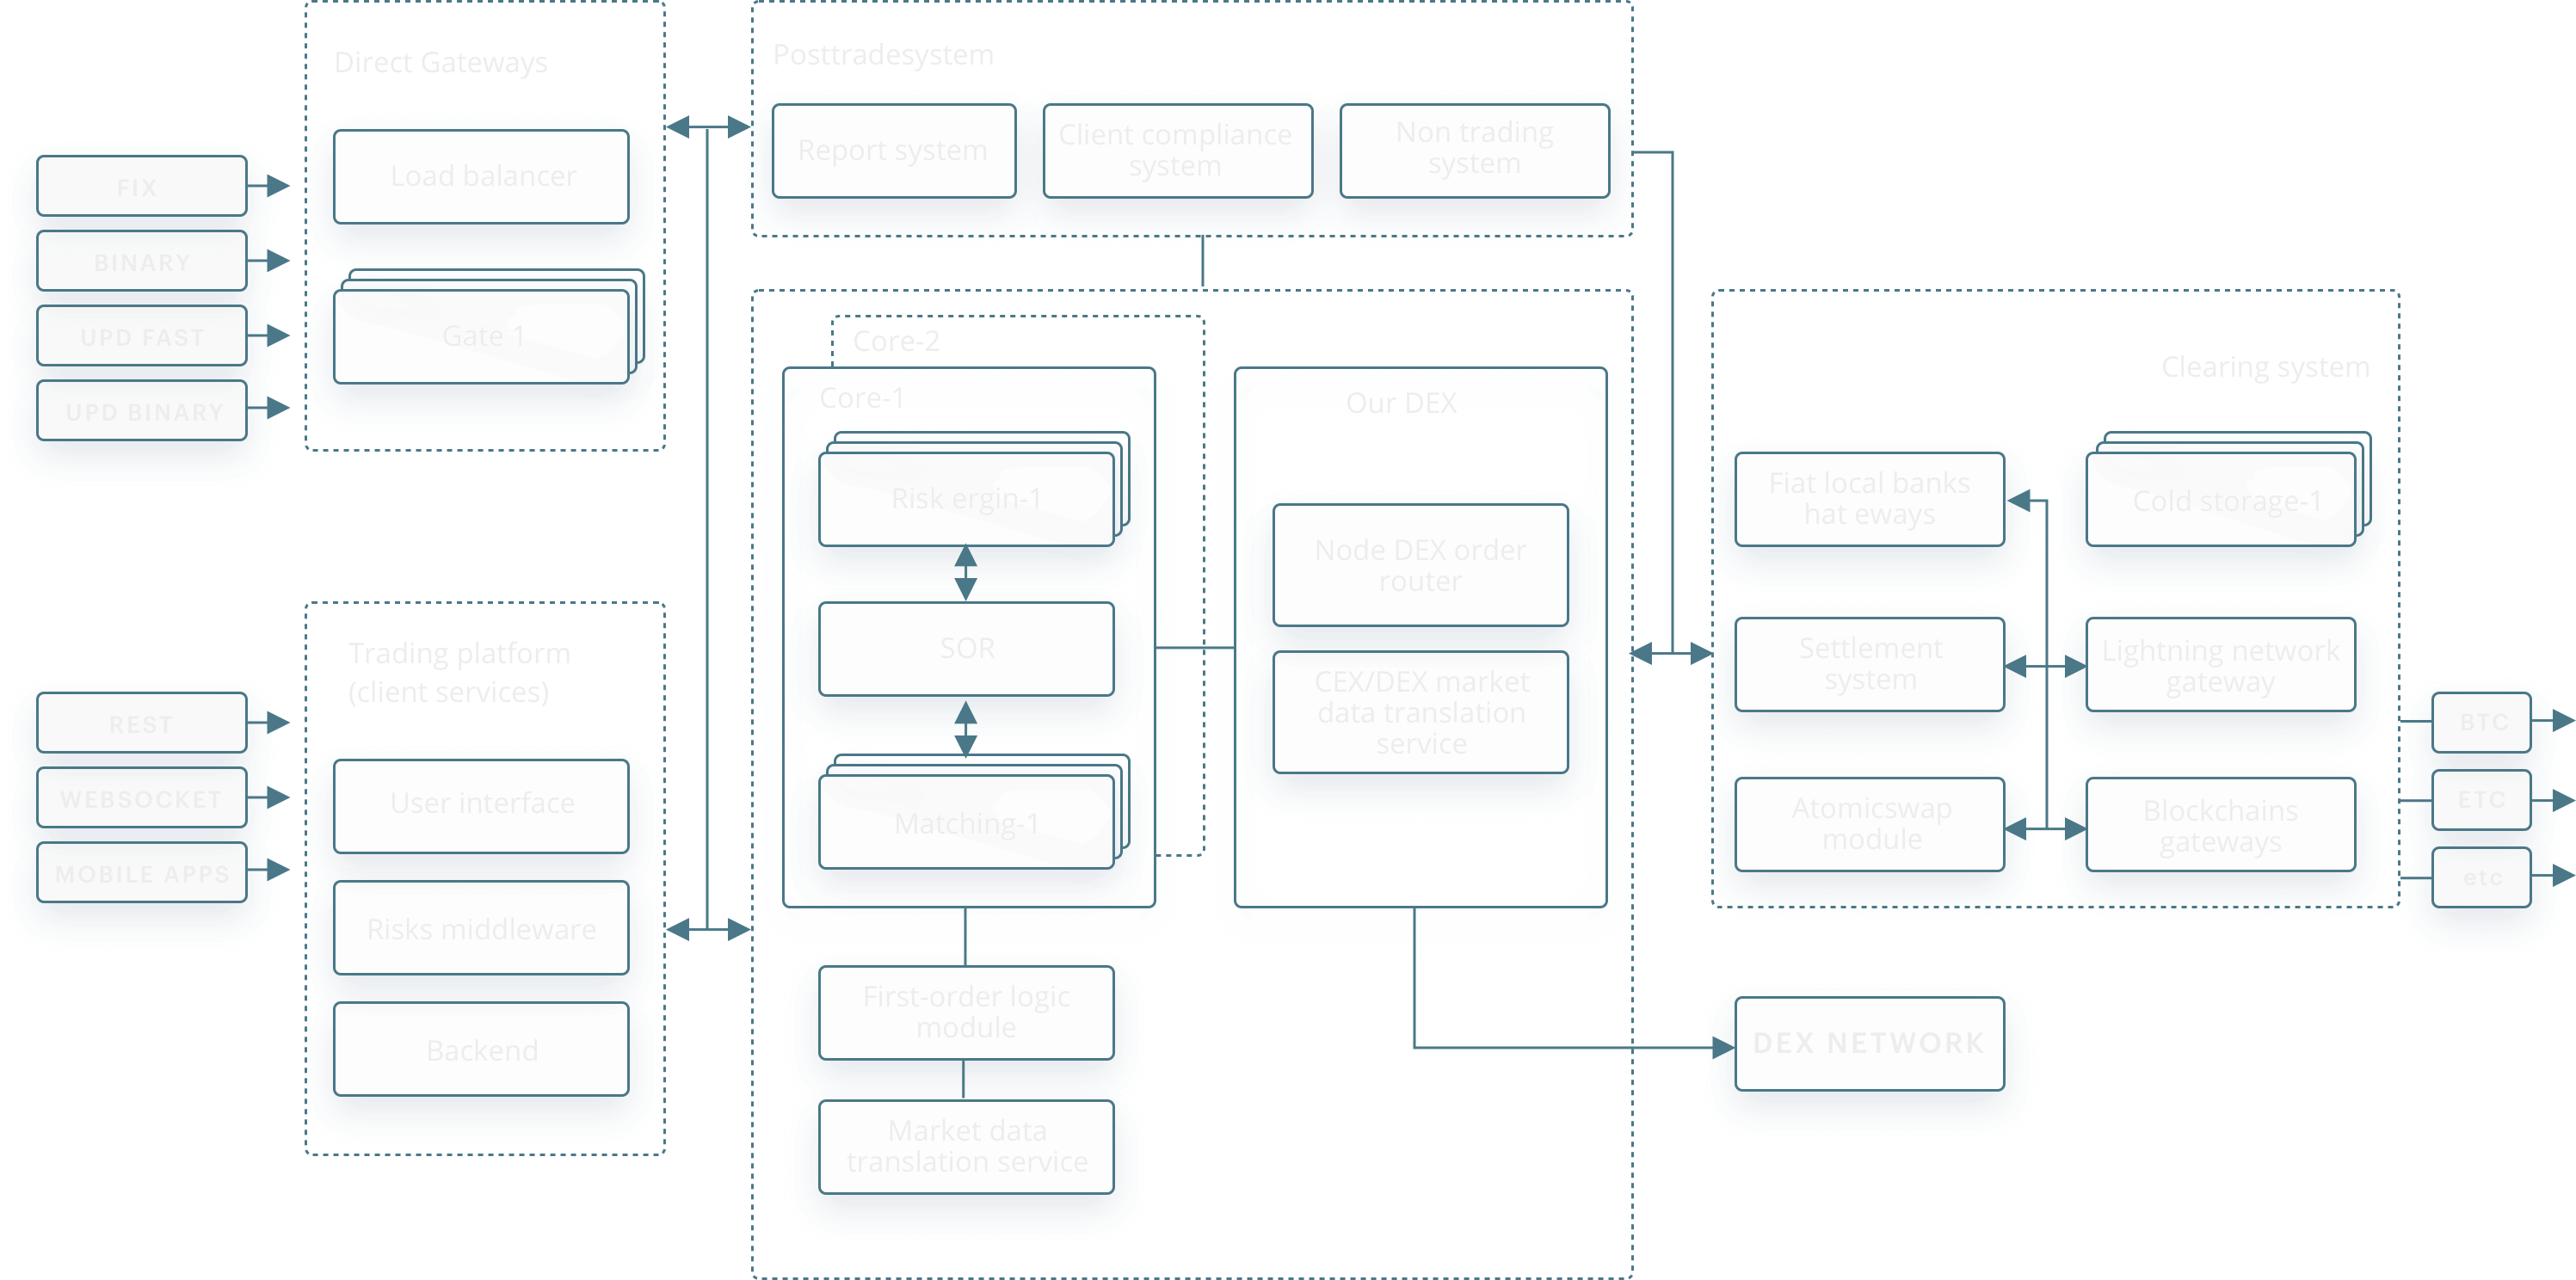 Direct Gateways
Load balancer
Gate 1
FIX
BINARY
UPD FAST
UPD BINARY
Trading platform
(client services)
User interface
Risks middleware
Backend
REST
WEBSOCKET
MOBILE APPS
Posttradesystem
Report system
Client compliance
system
Non trading
system
Core-2
Core-1
Risk ergin-1
SOR
Matching-1
First-order logic
module
Market data
translation service
Our DEX
Node DEX order
router
CEX/DEX market
data translation
service
Clearing system
Fiat local banks
hat eways
Cold storage-1
Settlement
system
Lightning network
gateway
Atomicswap
module
Blockchains
gateways
DEX NETWORK
BTC
ETC
etc